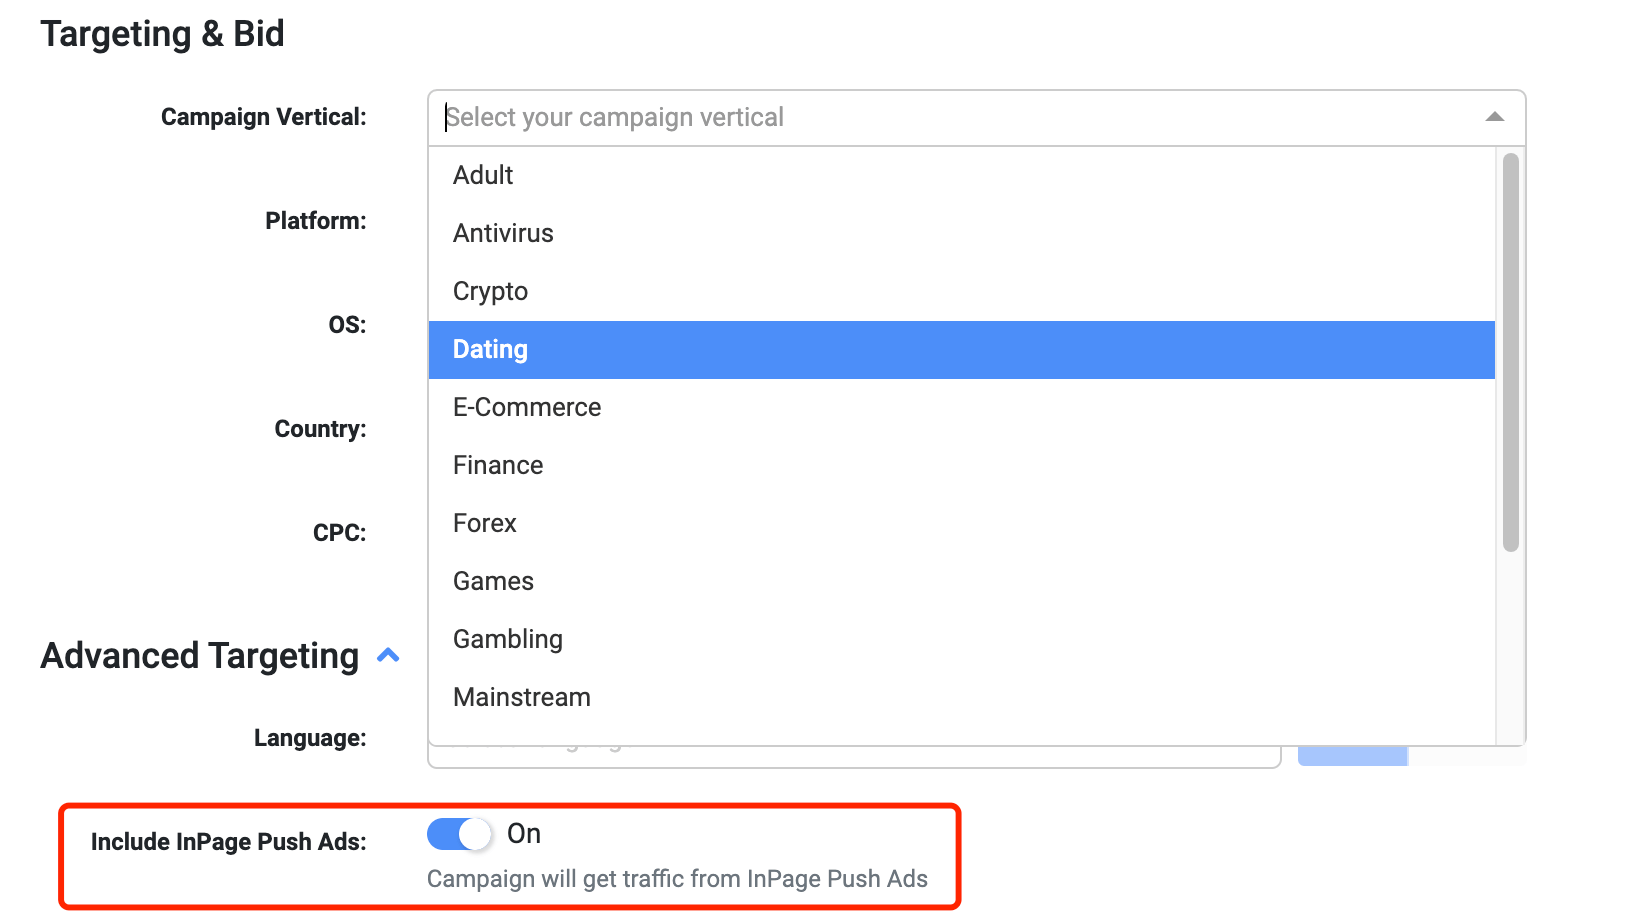 Targeting & Bid
Campaign Vertical:
Select your campaign vertical
Adult
Platform:
Antivirus
Crypto
OS:
Dating
E-Commerce
Country:
Finance
Forex
CPC:
Games
Gambling
Advanced Targeting
Mainstream
Language:
Include InPage Push Ads:
On
Campaign will get traffic from InPage Push Ads